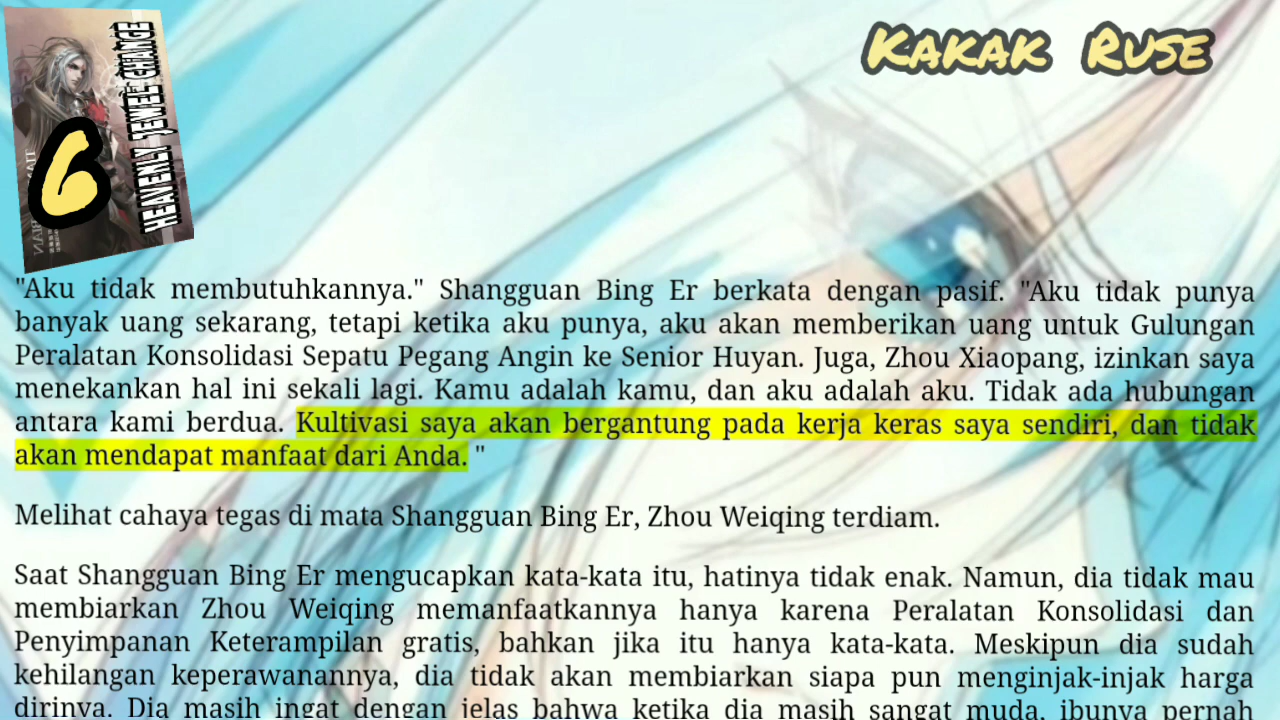 HEAVENLY JEWEL CHANGE
6
Kakak Ruse
"Aku tidak membutuhkannya." Shangguan Bing Er berkata dengan pasif. "Aku tidak punya
banyak uang sekarang, tetapi ketika aku punya, aku akan memberikan uang untuk Gulungan
Peralatan Konsolidasi Sepatu Pegang Angin ke Senior Huyan. Juga, Zhou Xiaopang, izinkan saya
menekankan hal ini sekali lagi. Kamu adalah kamu, dan aku adalah aku. Tidak ada hubungan
antara kami berdua. Kultivasi saya akan bergantung pada kerja keras saya sendiri, dan tidak
akan mendapat manfaat dari Anda. "
Melihat cahaya tegas di mata Shangguan Bing Er, Zhou Weiqing terdiam.
Saat Shangguan Bing Er mengucapkan kata-kata itu, hatinya tidak enak. Namun, dia tidak mau
membiarkan Zhou Weiqing memanfaatkannya hanya karena Peralatan Konsolidasi dan
Penyimpanan Keterampilan gratis, bahkan jika itu hanya kata-kata. Meskipun dia sudah
kehilangan keperawanannya, dia tidak akan membiarkan siapa pun menginjak-injak harga
dirinya. Dia masih ingat dengan jelas bahwa ketika dia masih sangat muda, ibunya pernah